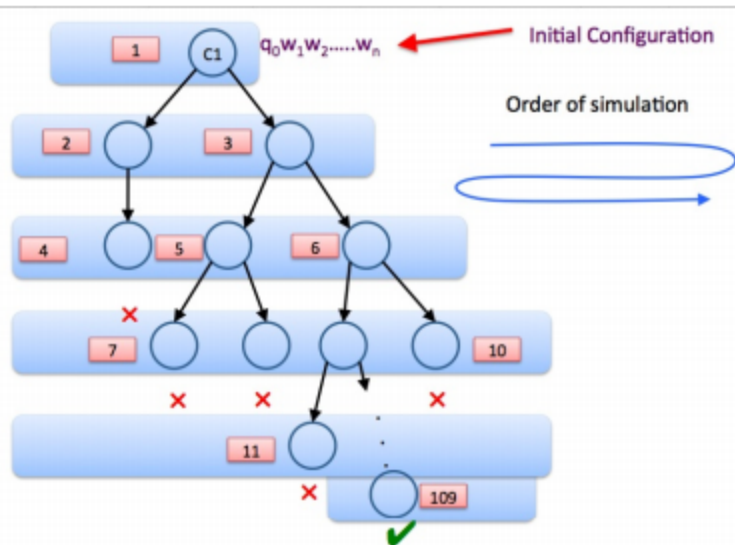 1
C1
q₀w₁w₂.....wₙ
Initial Configuration
Order of simulation
2
3
4
5
6
7
10
11
109